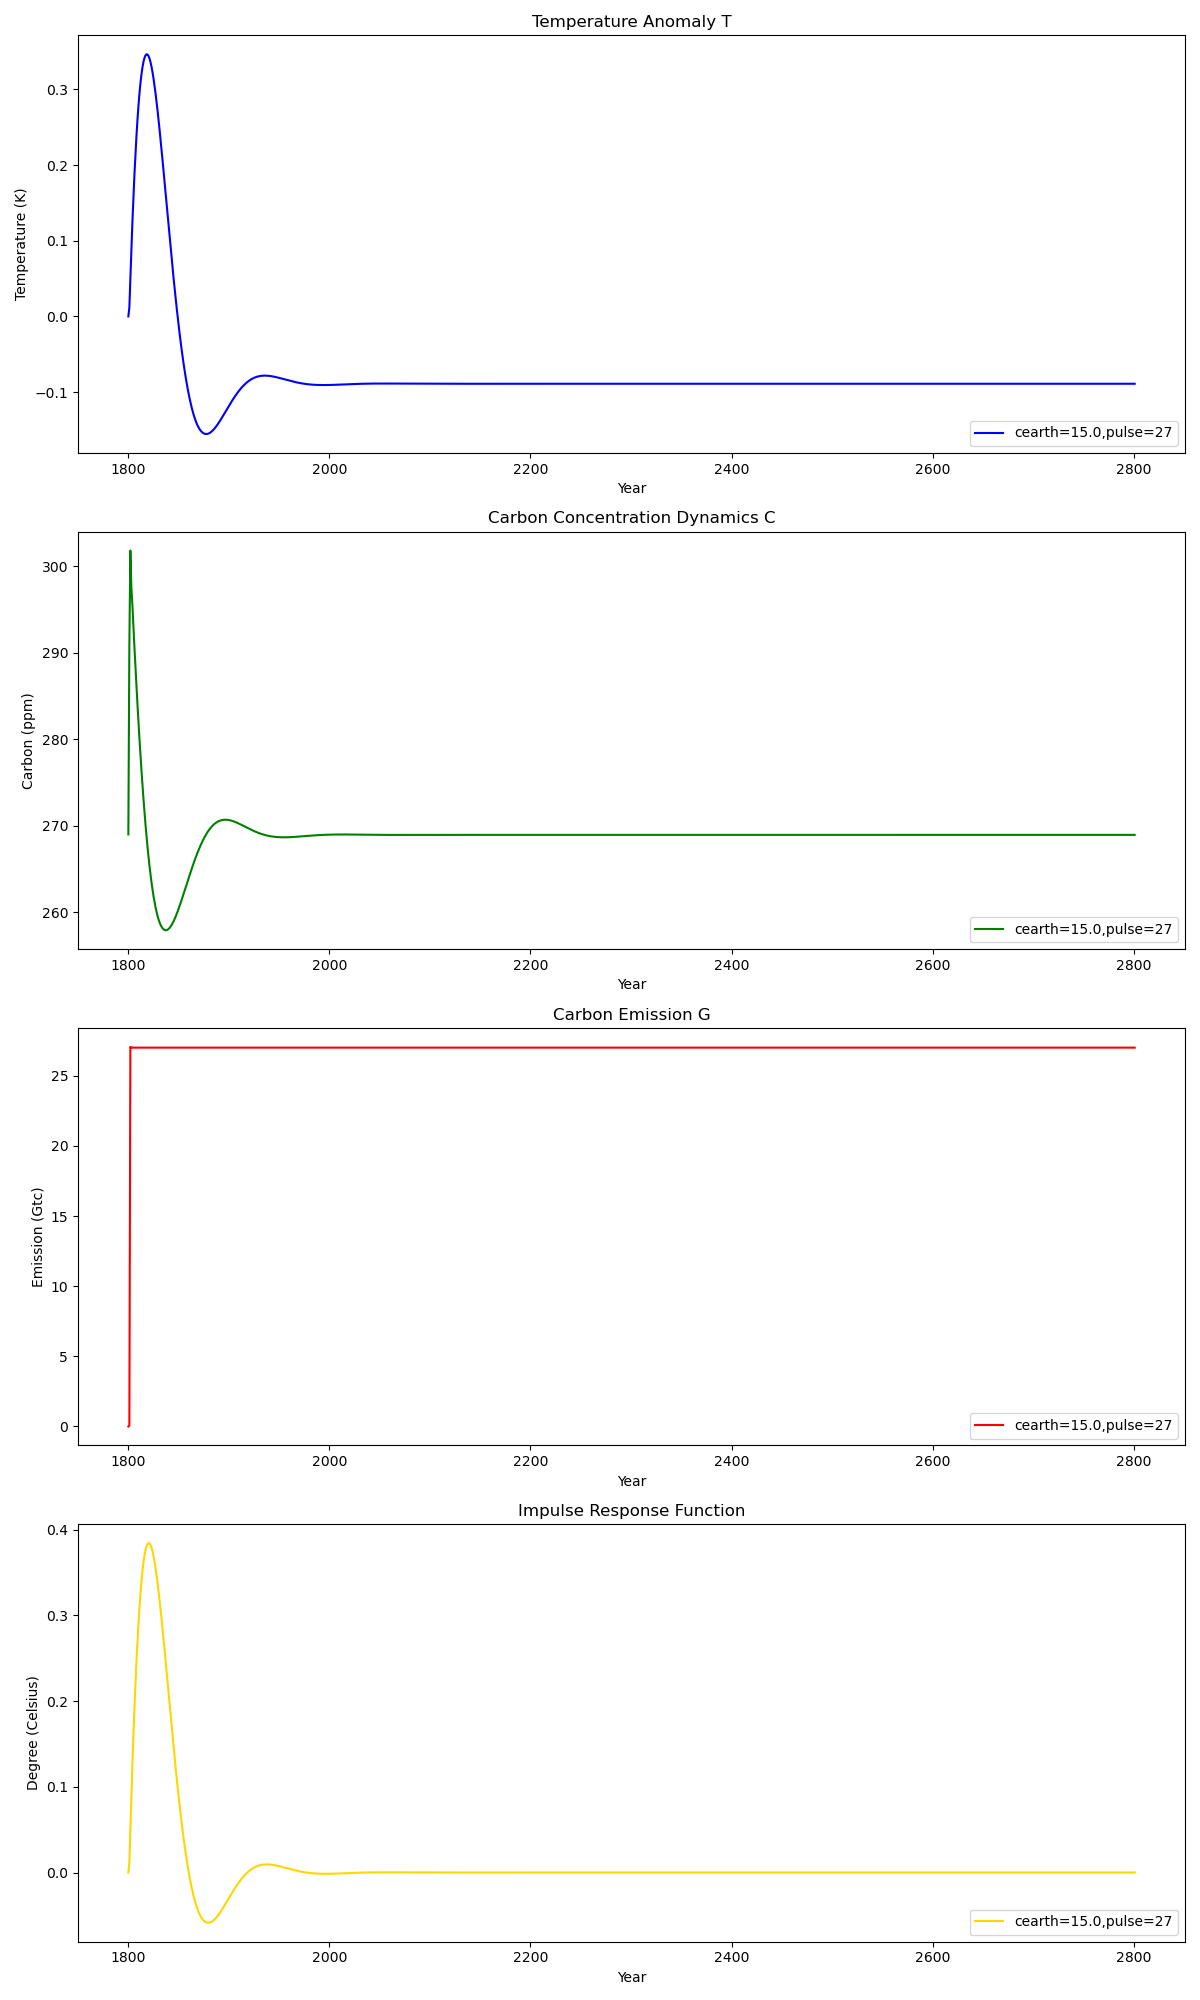 Temperature Anomaly T
Temperature (K)
0.3
0.2
0.1
0.0
−0.1
cearth=15.0,pulse=27
1800 2000 2200 2400 2600 2800
Year
Carbon Concentration Dynamics C
Carbon (ppm)
300
290
280
270
260
cearth=15.0,pulse=27
1800 2000 2200 2400 2600 2800
Year
Carbon Emission G
Emission (Gtc)
25
20
15
10
5
0
cearth=15.0,pulse=27
1800 2000 2200 2400 2600 2800
Year
Impulse Response Function
Degree (Celsius)
0.4
0.3
0.2
0.1
0.0
cearth=15.0,pulse=27
1800 2000 2200 2400 2600 2800
Year